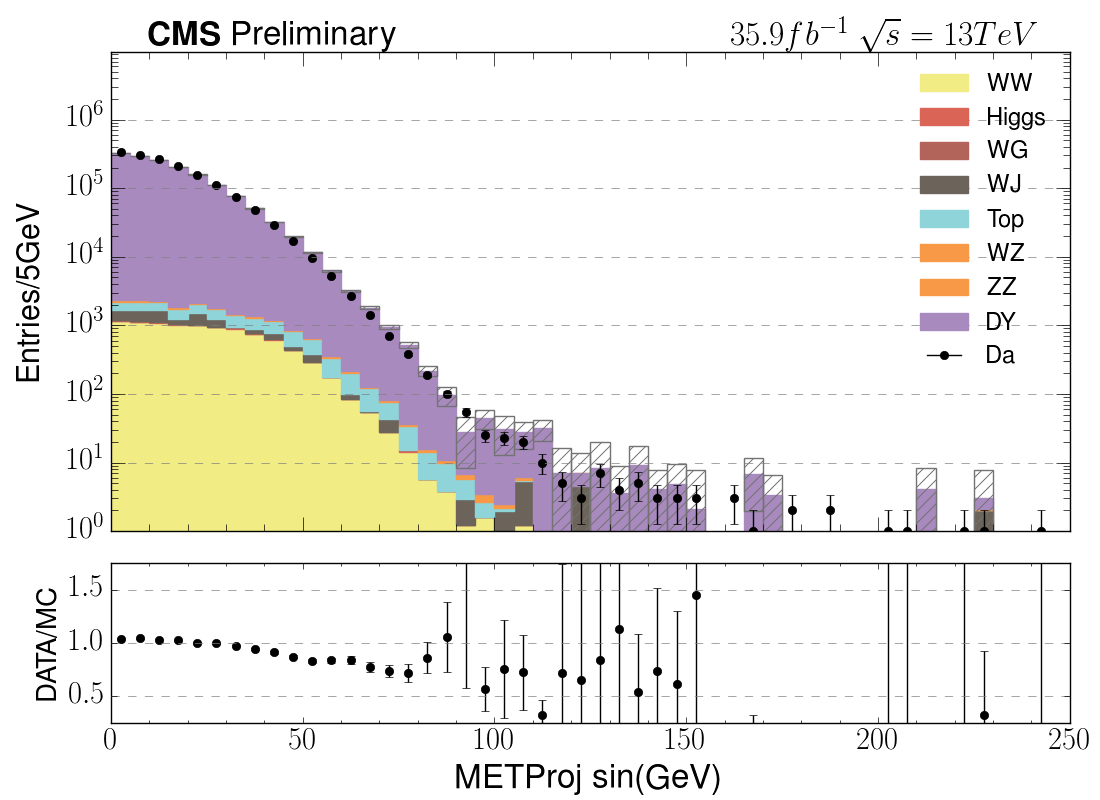 CMS Preliminary
35.9fb⁻¹ √s = 13TeV
Entries/5GeV
10⁶
10⁵
10⁴
10³
10²
10¹
10⁰
WW
Higgs
WG
WJ
Top
WZ
ZZ
DY
Da
DATA/MC
1.5
1.0
0.5
0 50 100 150 200 250
METProj sin(GeV)